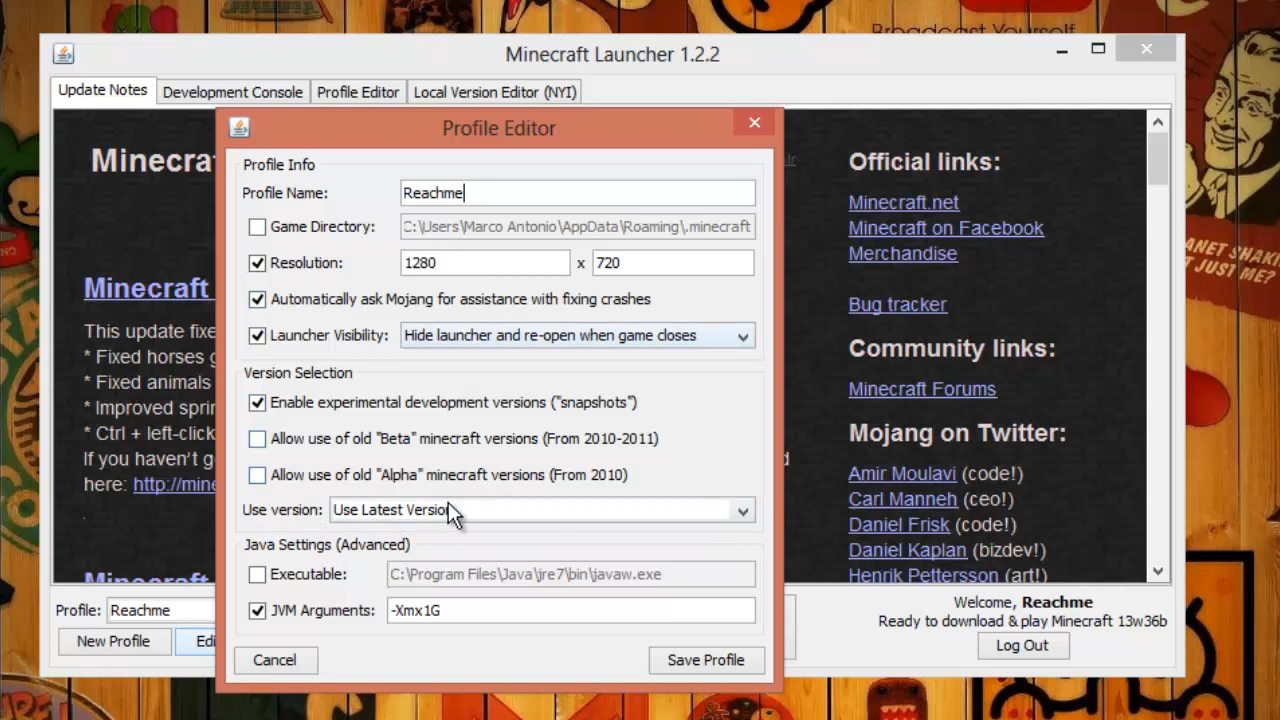 Broadcast Yourself
Minecraft Launcher 1.2.2
Update Notes
Development Console
Profile Editor
Local Version Editor (NYI)
Profile Editor
Minecra
Profile Info
Profile Name:
Reachme
Game Directory:
C:\Users\Marco Antonio\AppData\Roaming\.minecraft
Resolution:
1280
x
720
Automatically ask Mojang for assistance with fixing crashes
Launcher Visibility:
Hide launcher and re-open when game closes
Version Selection
Enable experimental development versions ("snapshots")
Allow use of old "Beta" minecraft versions (From 2010-2011)
Allow use of old "Alpha" minecraft versions (From 2010)
Use version:
Use Latest Version
Java Settings (Advanced)
Executable:
C:\Program Files\Java\jre7\bin\javaw.exe
JVM Arguments:
-Xmx1G
Cancel
Save Profile
Minecraft
This update fixe
* Fixed horses g
* Fixed animals
* Improved sprin
* Ctrl + left-click
If you haven't g
here: http://mine
Official links:
Minecraft.net
Minecraft on Facebook
Merchandise
Bug tracker
Community links:
Minecraft Forums
Mojang on Twitter:
Amir Moulavi (code!)
Carl Manneh (ceo!)
Daniel Frisk (code!)
Daniel Kaplan (bizdev!)
Henrik Pettersson (art!)
Profile:
Reachme
New Profile
Edi
Welcome, Reachme
Ready to download & play Minecraft 13w36b
Log Out